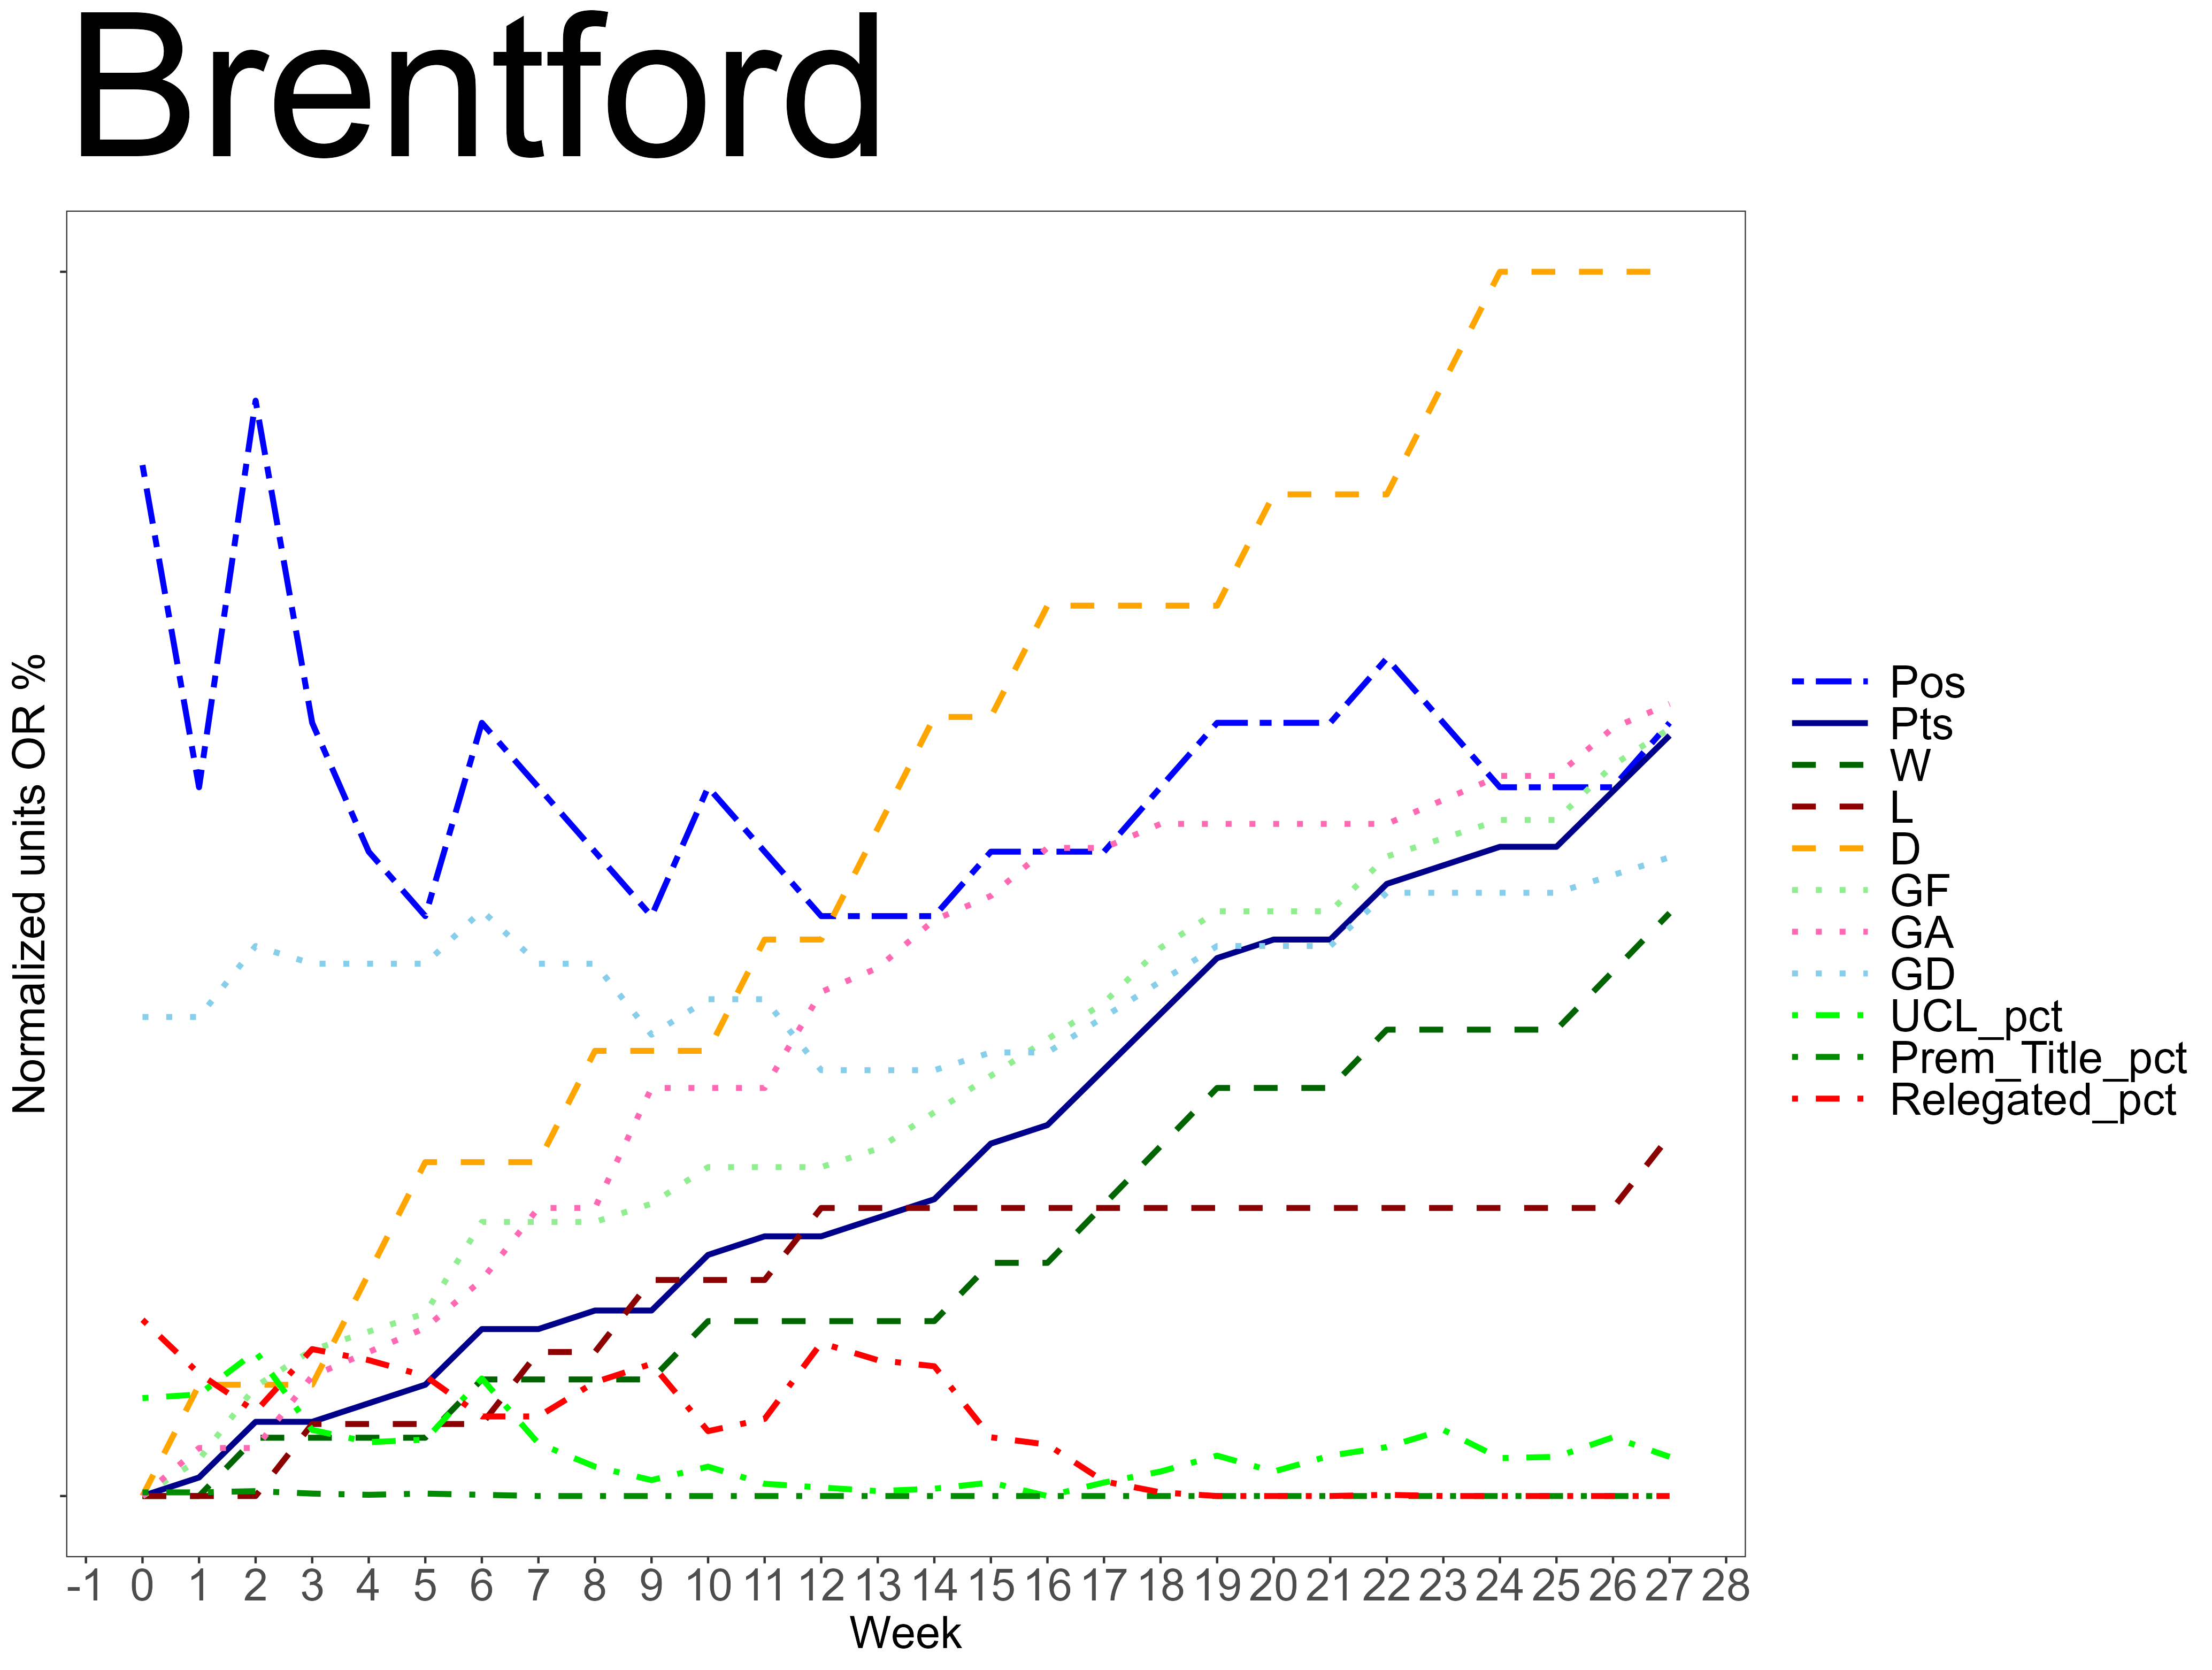 Brentford
Normalized units OR %
Pos
Pts
W
L
D
GF
GA
GD
UCL_pct
Prem_Title_pct
Relegated_pct
-1 0 1 2 3 4 5 6 7 8 9 10 11 12 13 14 15 16 17 18 19 20 21 22 23 24 25 26 27 28
Week